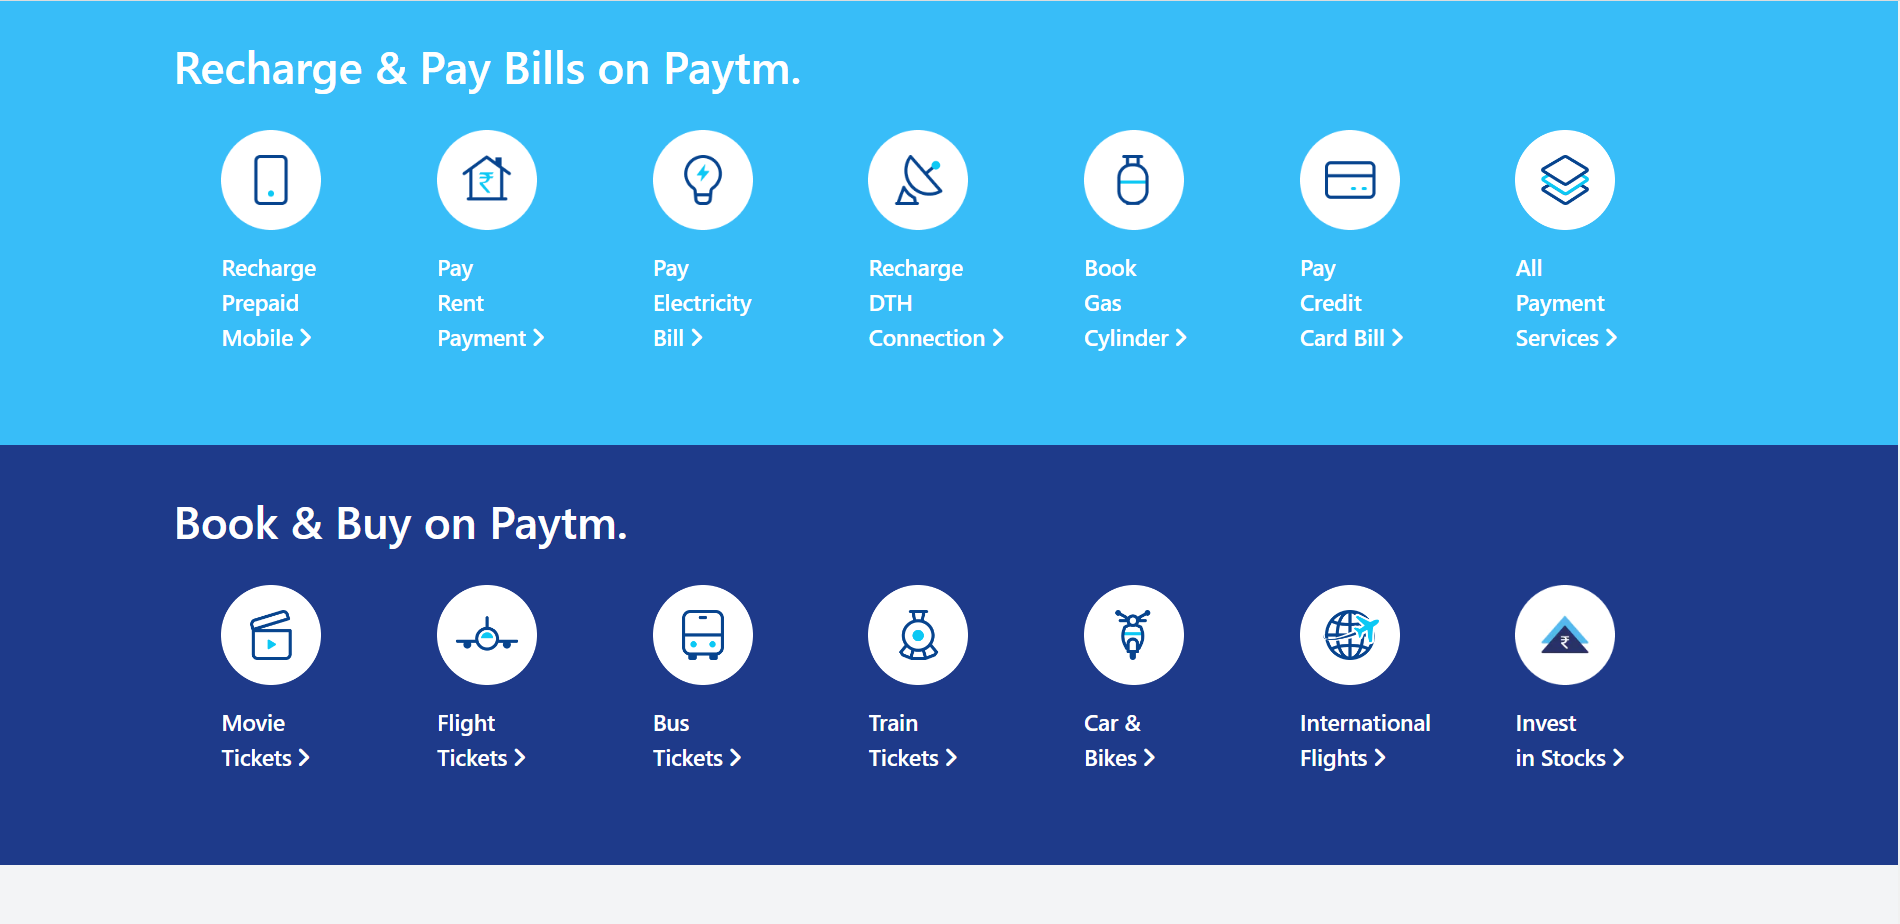 Recharge & Pay Bills on Paytm.
Recharge
Prepaid
Mobile
Pay
Rent
Payment
Pay
Electricity
Bill
Recharge
DTH
Connection
Book
Gas
Cylinder
Pay
Credit
Card Bill
All
Payment
Services
Book & Buy on Paytm.
Movie
Tickets
Flight
Tickets
Bus
Tickets
Train
Tickets
Car &
Bikes
International
Flights
Invest
in Stocks